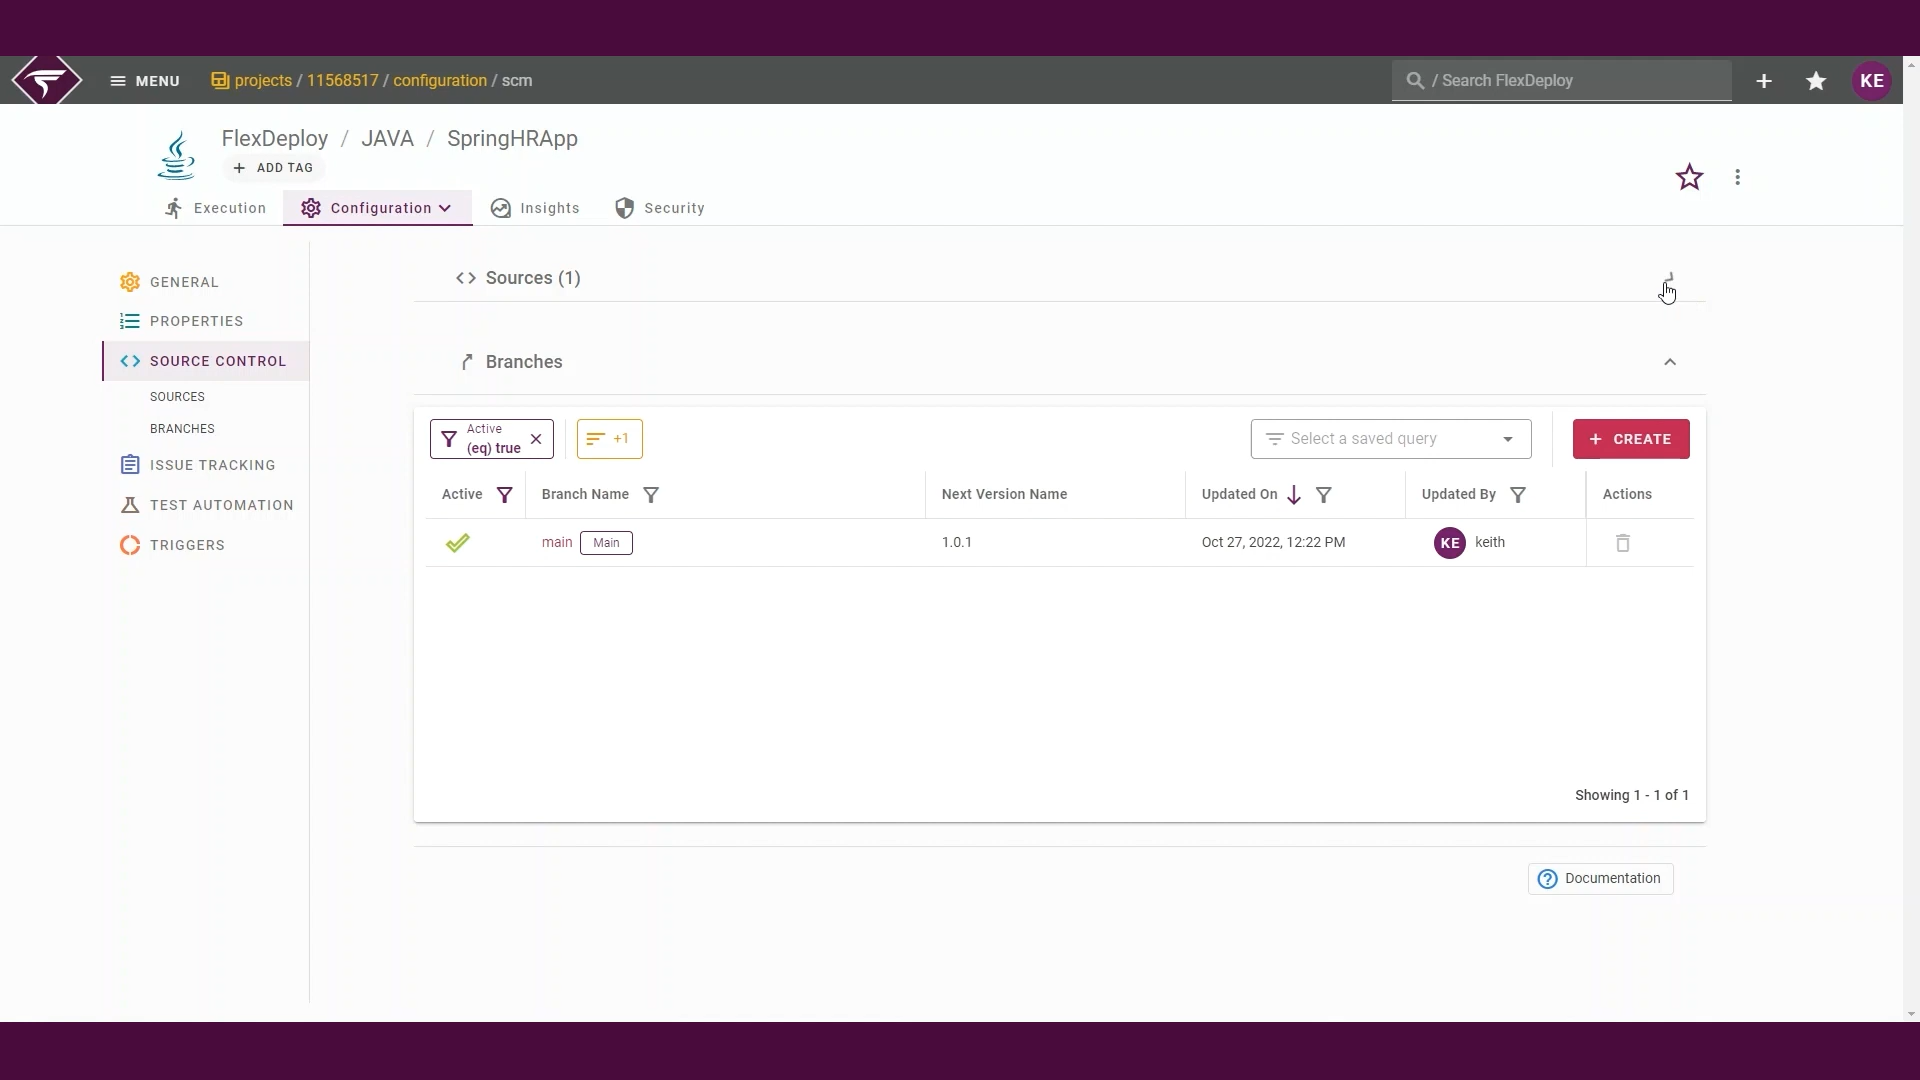 MENU projects / 11568517 / configuration / scm / Search FlexDeploy KE
FlexDeploy / JAVA / SpringHRApp
+ ADD TAG
Execution Configuration Insights Security
GENERAL
PROPERTIES
SOURCE CONTROL
SOURCES
BRANCHES
ISSUE TRACKING
TEST AUTOMATION
TRIGGERS
Sources (1)
Branches
Active
(eq) true
+1
Select a saved query
+ CREATE
Active Branch Name Next Version Name Updated On Updated By Actions
main Main 1.0.1 Oct 27, 2022, 12:22 PM KE keith
Showing 1 - 1 of 1
Documentation